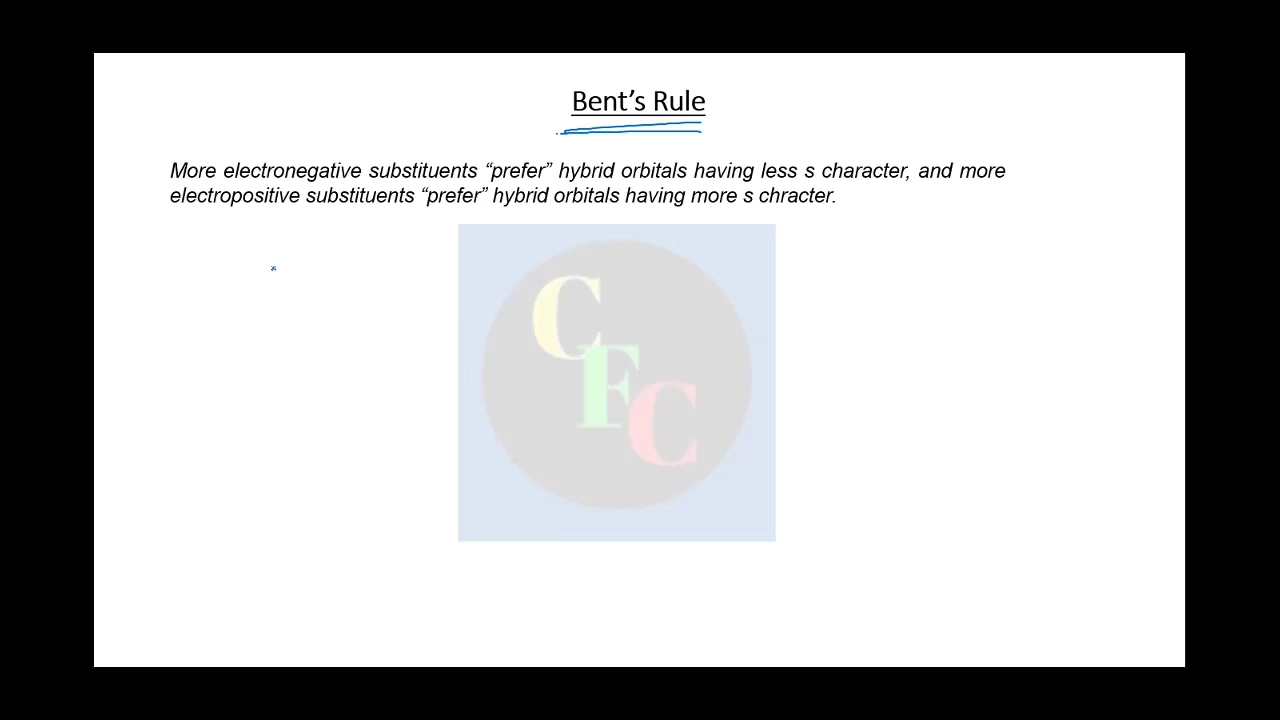 Bent’s Rule
More electronegative substituents “prefer” hybrid orbitals having less s character, and more
electropositive substituents “prefer” hybrid orbitals having more s chracter.
C
F
C